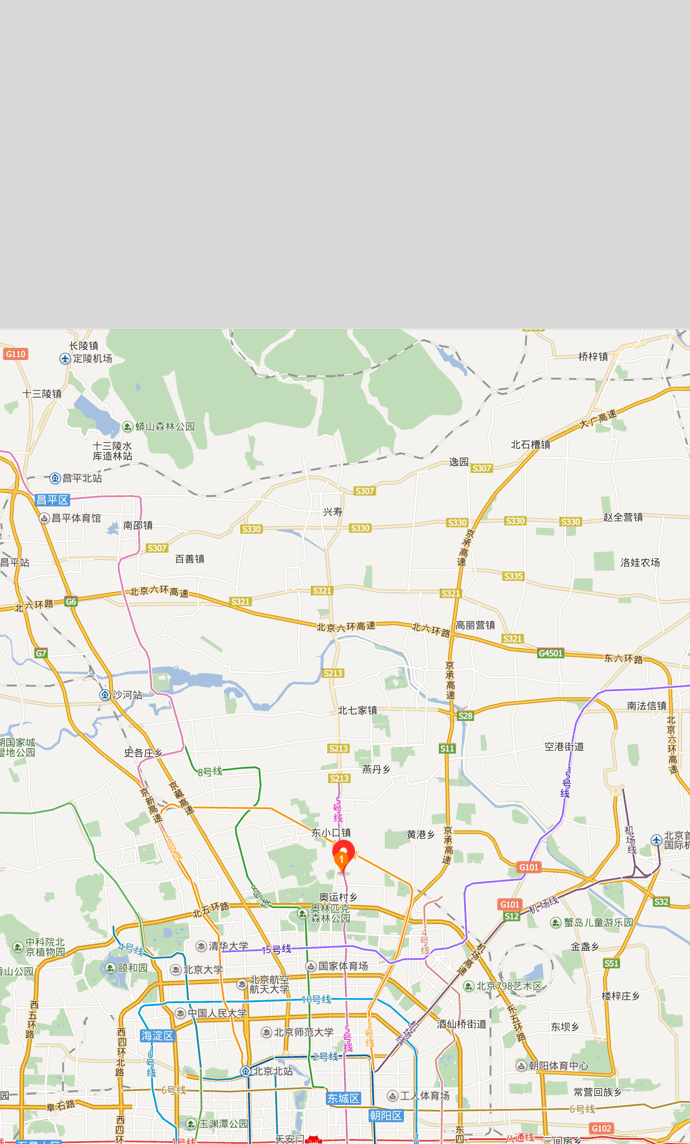 长陵镇
G110
定陵机场
桥梓镇
十三陵镇
大广高速
蟒山森林公园
十三陵水
库造林站
北石槽镇
逸园
S307
昌平北站
S307
昌平区
兴寿
昌平体育馆
南邵镇
S330
S330
S330
S330
S330
赵全营镇
京承高速
S307
百善镇
昌平站
洛娃农场
S335
北京六环高速
S321
S321
G6
S321
北六环路
北京六环高速
北六环路
高丽营镇
S321
G7
G4501
东六环路
S213
京承高速
沙河站
北七家镇
南法信镇
S28
北京六环高速
湖国家城
湿地公园
史各庄乡
S213
S11
空港街道
8号线
燕丹乡
S213
15号线
京新高速
京藏高速
5号线
东小口镇
黄港乡
京承高速
机场线
北京首
国际机
13号线
1
G101
奥运村乡
S32
G101
机场线
北五环路
奥林匹克
森林公园
S12
蟹岛儿童游乐园
中科院北
京植物园
4号线
清华大学
15号线
14号线
金盏乡
机场高速
颐和园
北京大学
国家体育场
S51
香山公园
北京航空
航天大学
北京798艺术区
楼梓庄乡
10号线
西五环路
中国人民大学
东五环路
酒仙桥街道
东坝乡
海淀区
北京师范大学
5号线
西四环北路
2号线
北京北站
朝阳体育中心
6号线
常营回族乡
东城区
工人体育场
阜石路
朝阳区
6号线
玉渊潭公园
G102
天安门
1号线
八通线
间房乡